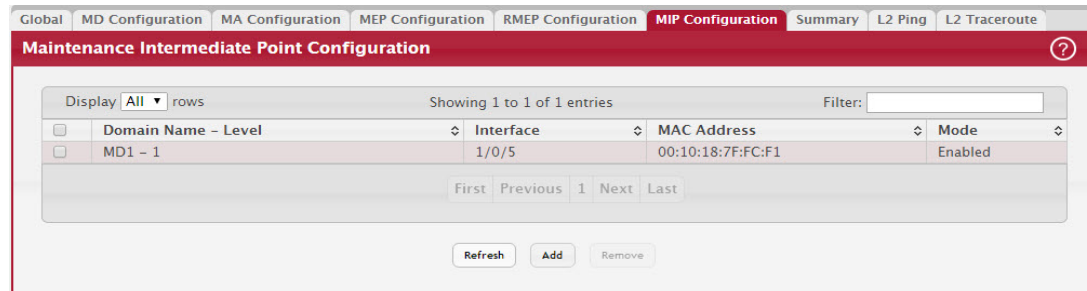 Global MD Configuration MA Configuration MEP Configuration RMEP Configuration MIP Configuration Summary L2 Ping L2 Traceroute
Maintenance Intermediate Point Configuration ?
Display All ▼ rows Showing 1 to 1 of 1 entries Filter:
Domain Name – Level Interface MAC Address Mode
MD1 – 1 1/0/5 00:10:18:7F:FC:F1 Enabled
First Previous 1 Next Last
Refresh Add Remove